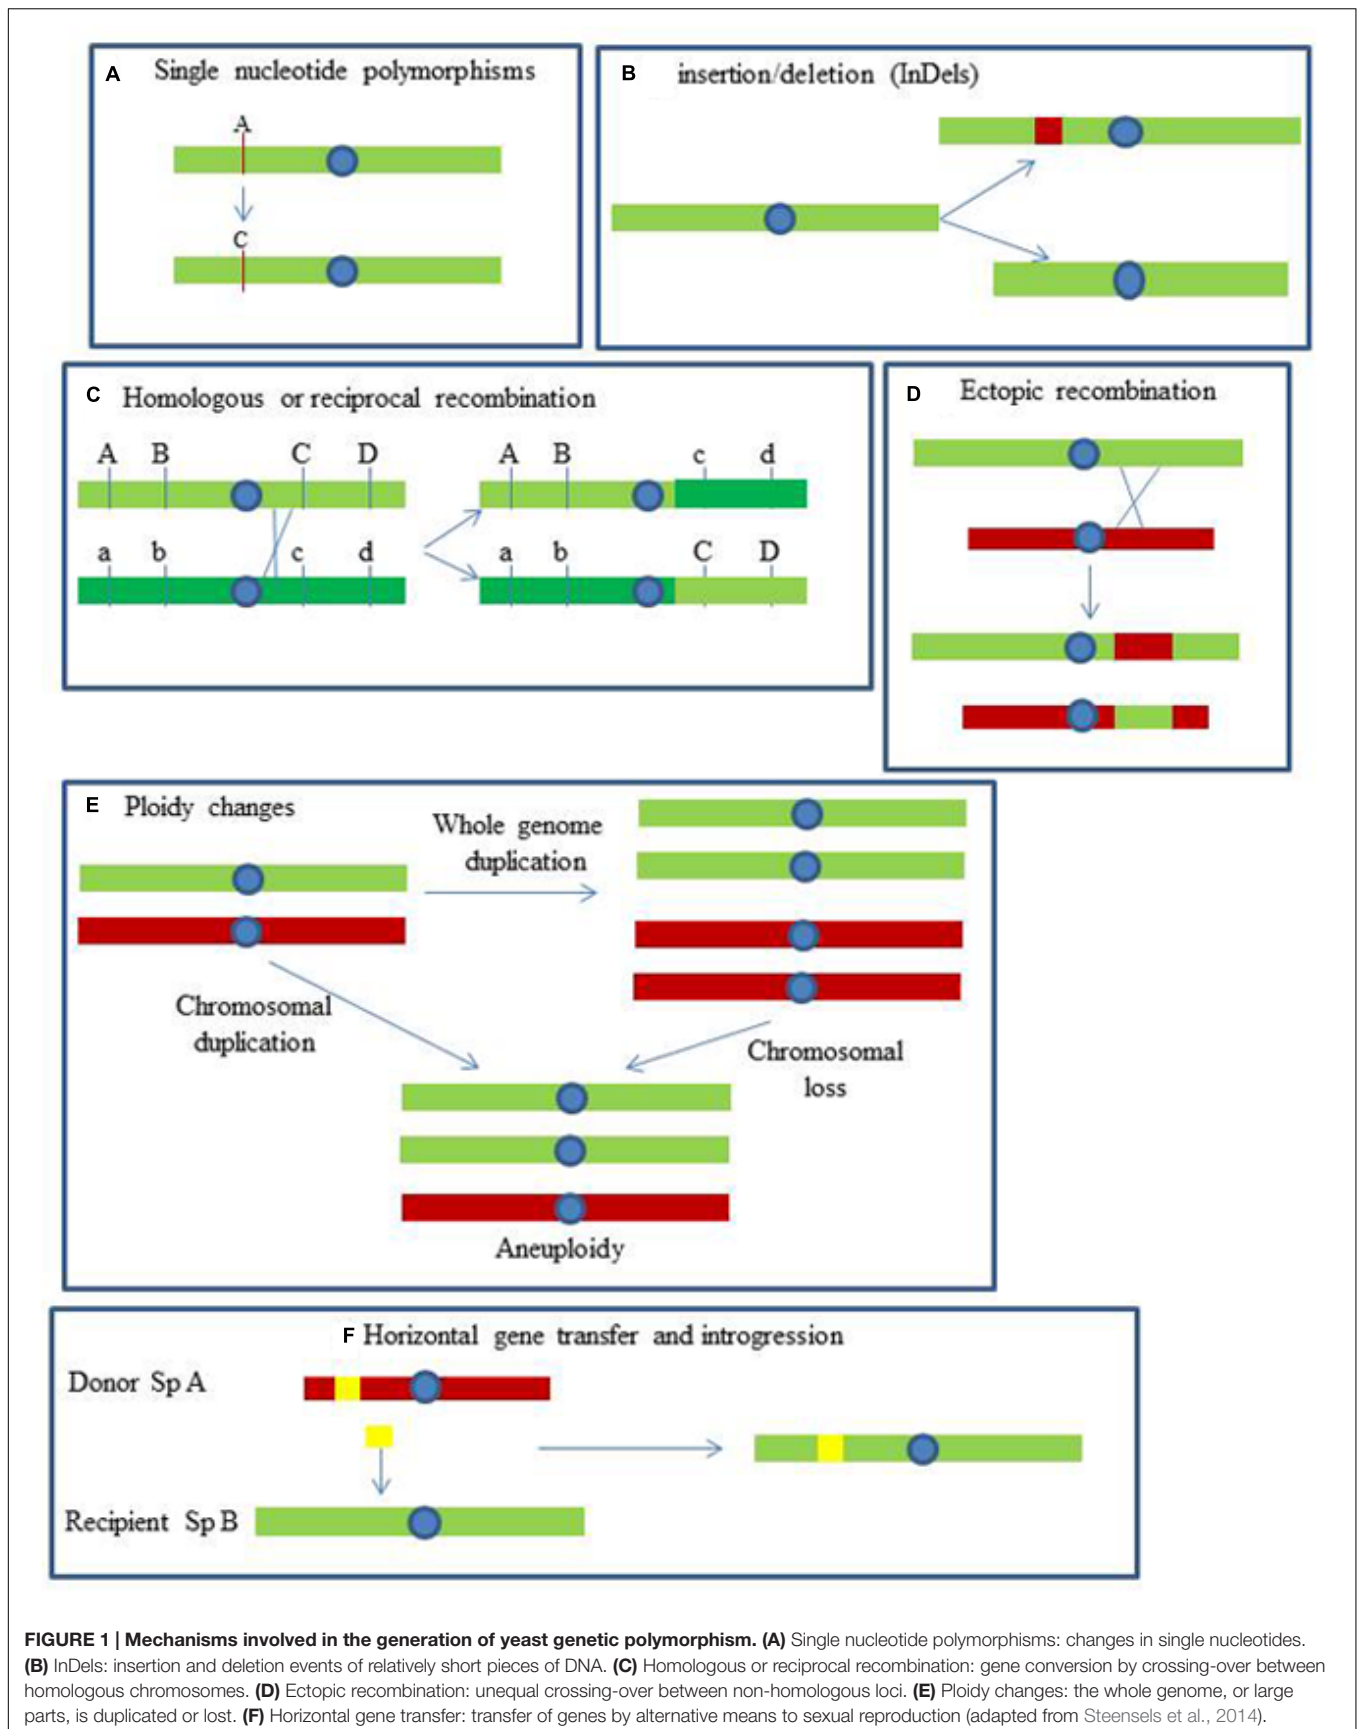 A Single nucleotide polymorphisms
A
C
B insertion/deletion (InDels)
C Homologous or reciprocal recombination
A B C D A B c d
a b c d a b C D
D Ectopic recombination
E Ploidy changes
Whole genome
duplication
Chromosomal
duplication
Chromosomal
loss
Aneuploidy
F Horizontal gene transfer and introgression
Donor Sp A
Recipient Sp B
FIGURE 1 | Mechanisms involved in the generation of yeast genetic polymorphism. (A) Single nucleotide polymorphisms: changes in single nucleotides.
(B) InDels: insertion and deletion events of relatively short pieces of DNA. (C) Homologous or reciprocal recombination: gene conversion by crossing-over between
homologous chromosomes. (D) Ectopic recombination: unequal crossing-over between non-homologous loci. (E) Ploidy changes: the whole genome, or large
parts, is duplicated or lost. (F) Horizontal gene transfer: transfer of genes by alternative means to sexual reproduction (adapted from Steensels et al., 2014).